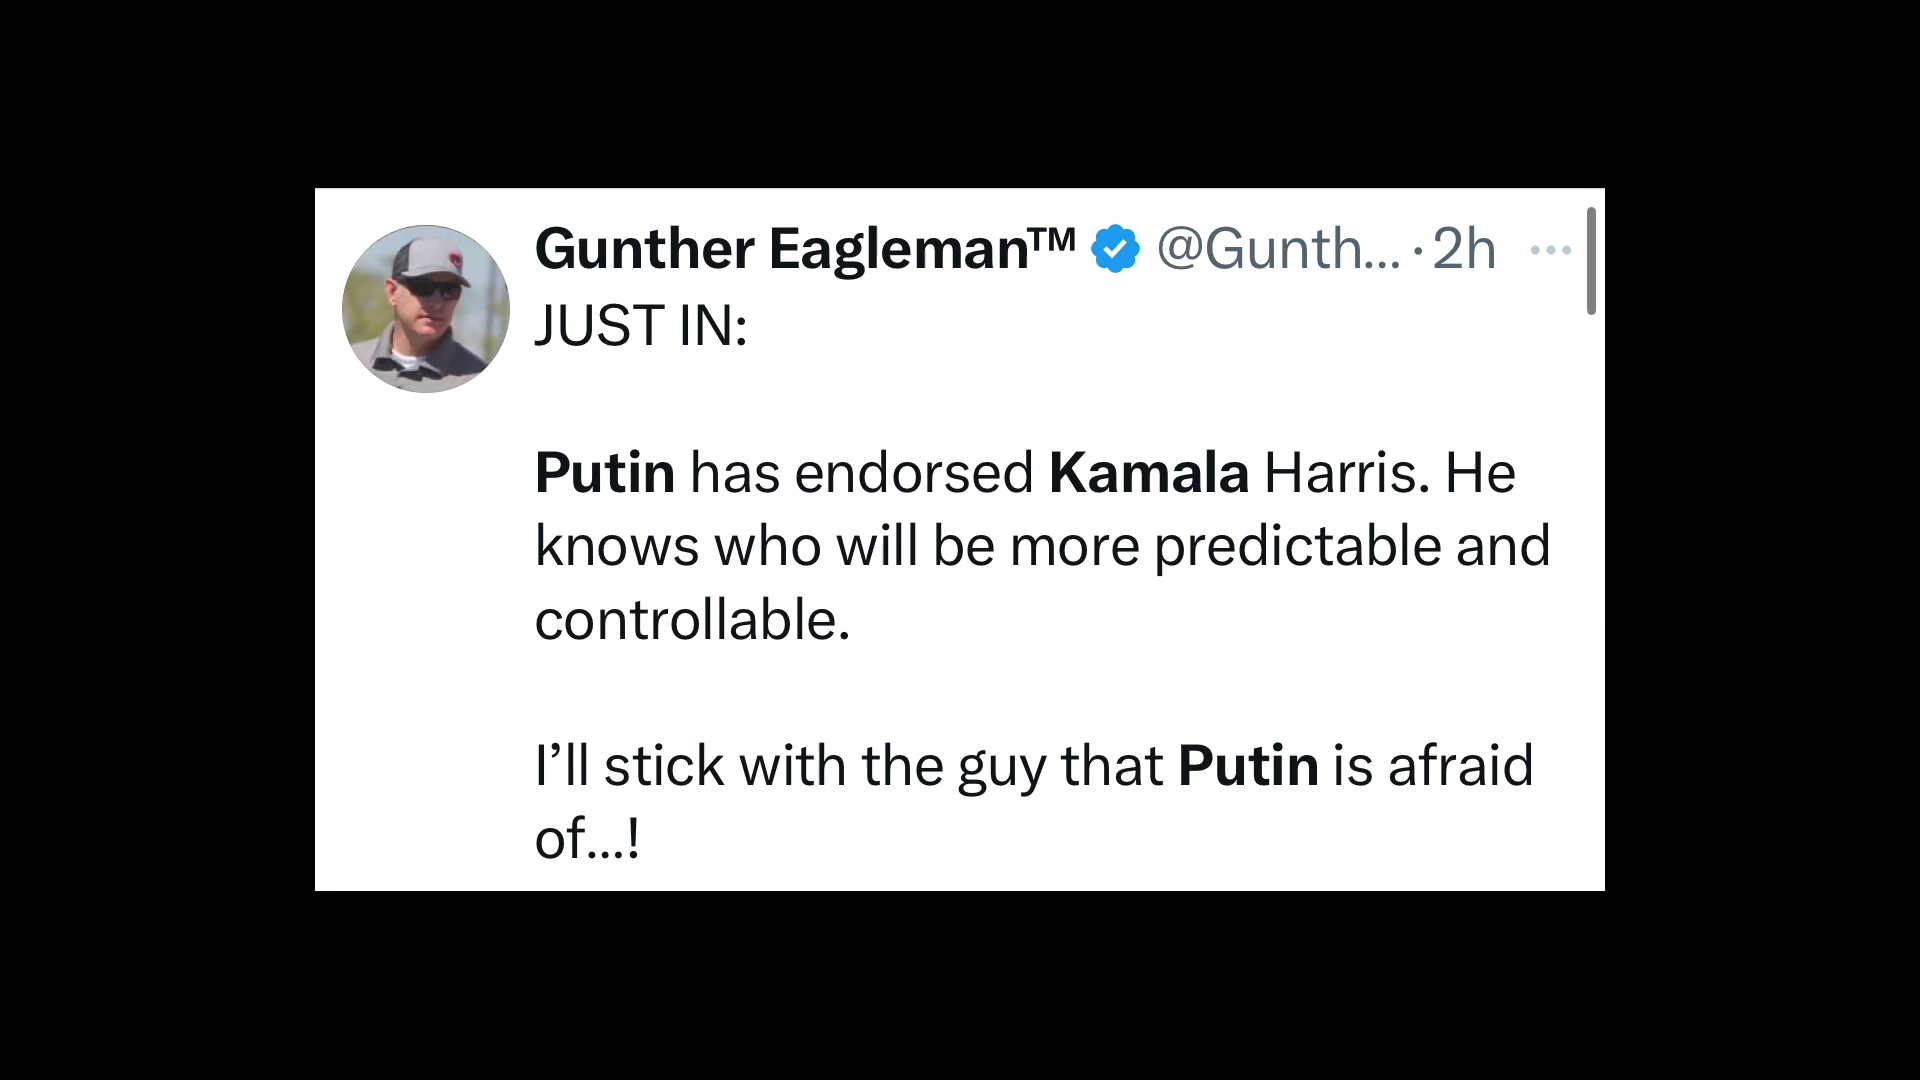 Gunther Eagleman™ @Gunth... · 2h
JUST IN:
Putin has endorsed Kamala Harris. He
knows who will be more predictable and
controllable.
I’ll stick with the guy that Putin is afraid
of...!